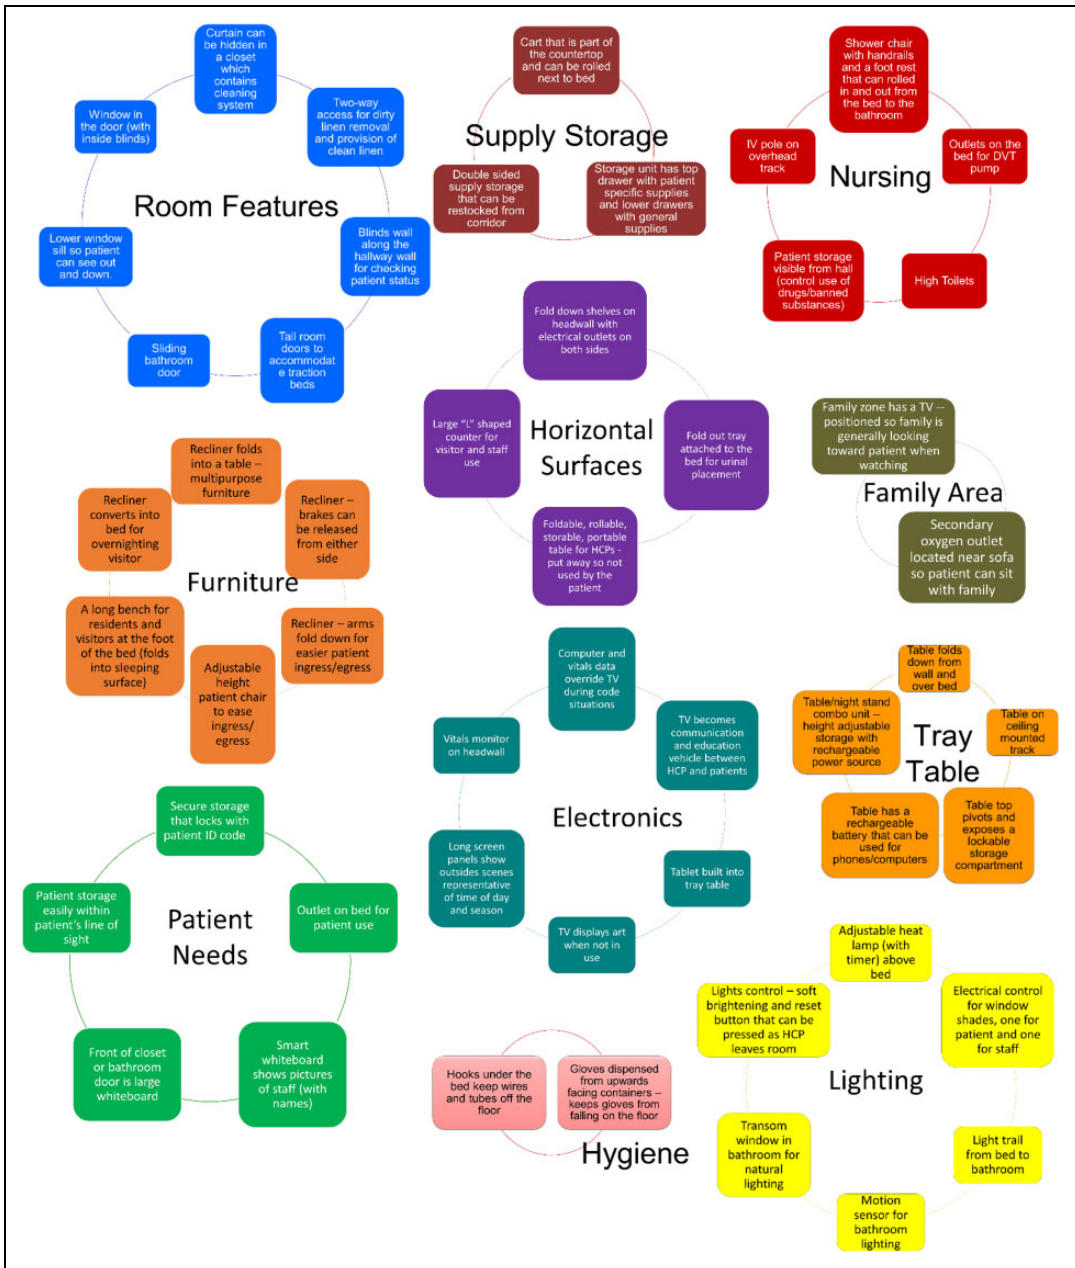 Curtain can
be hidden in
a closet
which
contains
cleaning
system
Two-way
access for dirty
linen removal
and provision of
clean linen
Window in
the door (with
inside blinds)
Room Features
Lower window
sill so patient
can see out
and down.
Blinds wall
along the
hallway wall
for checking
patient status
Sliding
bathroom
door
Tall room
doors to
accommodat
e traction
beds
Cart that is part of
the countertop
and can be rolled
next to bed
Supply Storage
Double sided
supply storage
that can be
restocked from
corridor
Storage unit has top
drawer with patient
specific supplies
and lower drawers
with general
supplies
Shower chair
with handrails
and a foot rest
that can rolled
in and out from
the bed to the
bathroom
IV pole on
overhead
track
Outlets on the
bed for DVT
pump
Nursing
Patient storage
visible from hall
(control use of
drugs/banned
substances)
High Toilets
Fold down shelves on
headwall with
electrical outlets on
both sides
Large “L” shaped
counter for
visitor and staff
use
Horizontal
Surfaces
Fold out tray
attached to the
bed for urinal
placement
Foldable, rollable,
storable, portable
table for HCPs -
put away so not
used by the
patient
Family zone has a TV --
positioned so family is
generally looking
toward patient when
watching
Family Area
Secondary
oxygen outlet
located near sofa
so patient can sit
with family
Recliner folds
into a table –
multipurpose
furniture
Recliner
converts into
bed for
overnighting
visitor
Recliner –
brakes can
be released
from either
side
Furniture
A long bench for
residents and
visitors at the foot
of the bed (folds
into sleeping
surface)
Recliner – arms
fold down for
easier patient
ingress/egress
Adjustable
height
patient chair
to ease
ingress/
egress
Computer and
vitals data
override TV
during code
situations
Vitals monitor
on headwall
TV becomes
communication
and education
vehicle between
HCP and patients
Electronics
Long screen
panels show
outsides scenes
representative
of time of day
and season
Tablet built into
tray table
TV displays art
when not in
use
Table folds
down from
wall and
over bed
Table/night stand
combo unit –
height adjustable
storage with
rechargeable
power source
Table on
ceiling
mounted
track
Tray
Table
Table has a
rechargeable
battery that can be
used for
phones/computers
Table top
pivots and
exposes a
lockable
storage
compartment
Secure storage
that locks with
patient ID code
Patient storage
easily within
patient’s line of
sight
Outlet on bed for
patient use
Patient
Needs
Front of closet
or bathroom
door is large
whiteboard
Smart
whiteboard
shows pictures
of staff (with
names)
Hooks under the
bed keep wires
and tubes off the
floor
Gloves dispensed
from upwards
facing containers –
keeps gloves from
falling on the floor
Hygiene
Adjustable heat
lamp (with
timer) above
bed
Lights control – soft
brightening and reset
button that can be
pressed as HCP
leaves room
Electrical control
for window
shades, one for
patient and one
for staff
Lighting
Transom
window in
bathroom for
natural
lighting
Light trail
from bed to
bathroom
Motion
sensor for
bathroom
lighting